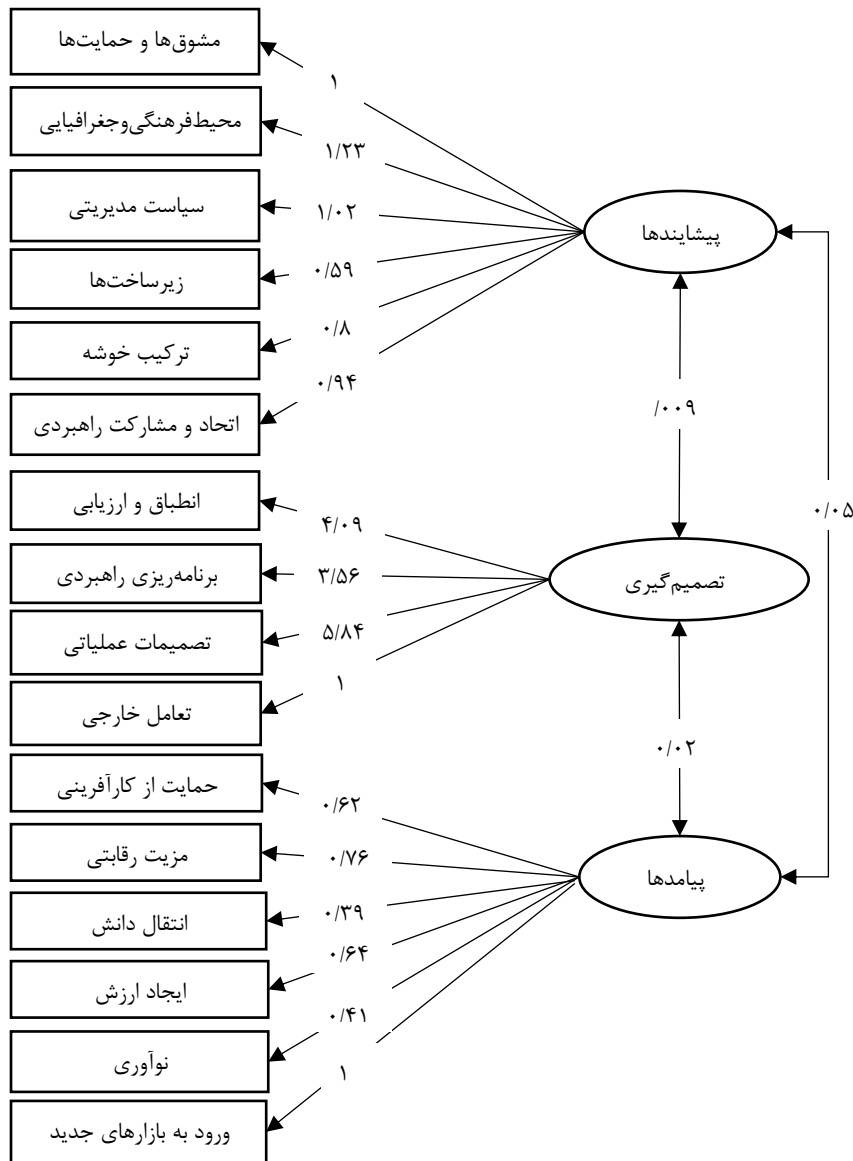 مشوق‌ها و حمایت‌ها
۱
محیط‌فرهنگی‌وجغرافیایی
۱/۲۳
سیاست مدیریتی
۱/۰۲
پیشایندها
زیرساخت‌ها
۰/۵۹
ترکیب خوشه
۰/۸
اتحاد و مشارکت راهبردی
۰/۹۴
/۰۰۹
انطباق و ارزیابی
۴/۰۹
۰/۰۵
برنامه‌ریزی راهبردی
۳/۵۶
تصمیم‌گیری
تصمیمات عملیاتی
۵/۸۴
تعامل خارجی
۱
۰/۰۲
حمایت از کارآفرینی
۰/۶۲
مزیت رقابتی
۰/۷۶
پیامدها
انتقال دانش
۰/۳۹
ایجاد ارزش
۰/۶۴
نوآوری
۰/۴۱
ورود به بازارهای جدید
۱